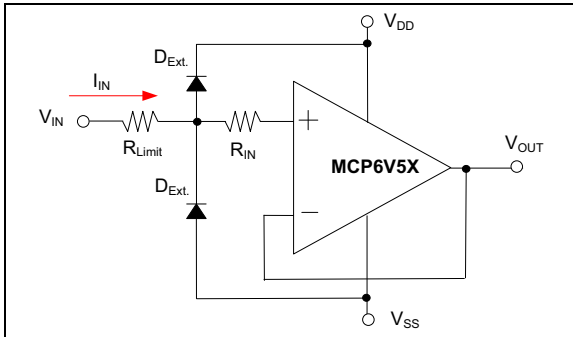 V_DD
D_Ext.
I_IN
V_IN
R_Limit
R_IN
+
MCP6V5X
V_OUT
D_Ext.
−
V_SS